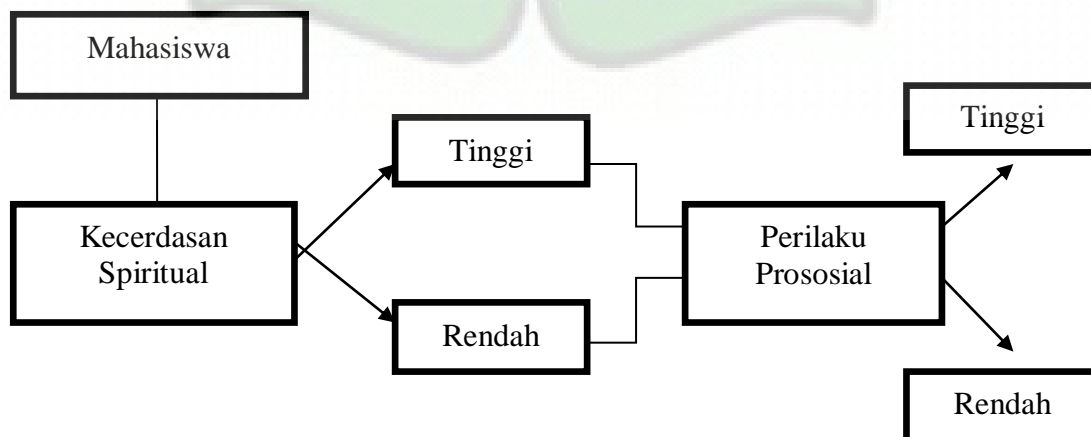 Mahasiswa
Kecerdasan
Spiritual
Tinggi
Rendah
Perilaku
Prososial
Tinggi
Rendah